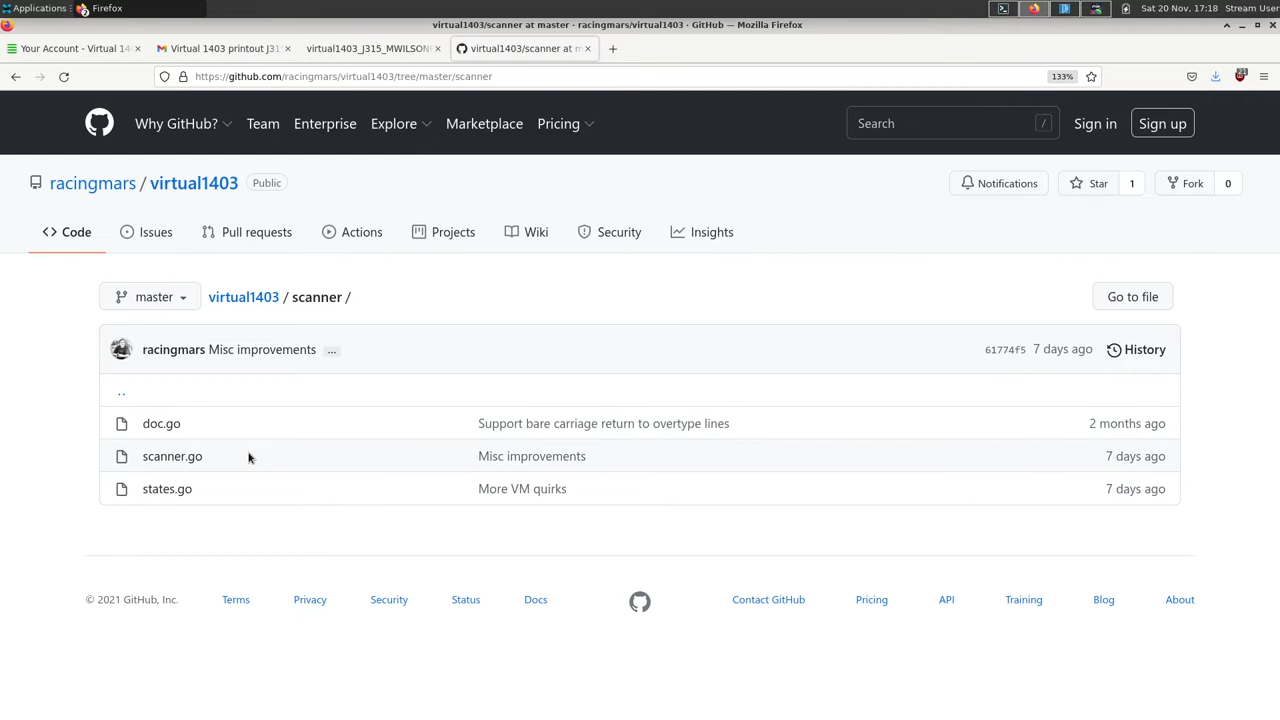 Applications
Firefox
Sat 20 Nov, 17:18 Stream User
virtual1403/scanner at master · racingmars/virtual1403 · GitHub — Mozilla Firefox
Your Account - Virtual 14
Virtual 1403 printout J31
virtual1403_J315_MWILSON
virtual1403/scanner at m
https://github.com/racingmars/virtual1403/tree/master/scanner
133%
Why GitHub?
Team
Enterprise
Explore
Marketplace
Pricing
Search
/
Sign in
Sign up
racingmars / virtual1403
Public
Notifications
Star
1
Fork
0
Code
Issues
Pull requests
Actions
Projects
Wiki
Security
Insights
master
virtual1403 / scanner /
Go to file
racingmars Misc improvements ...
61774f5 7 days ago
History
..
doc.go
Support bare carriage return to overtype lines
2 months ago
scanner.go
Misc improvements
7 days ago
states.go
More VM quirks
7 days ago
© 2021 GitHub, Inc.
Terms
Privacy
Security
Status
Docs
Contact GitHub
Pricing
API
Training
Blog
About